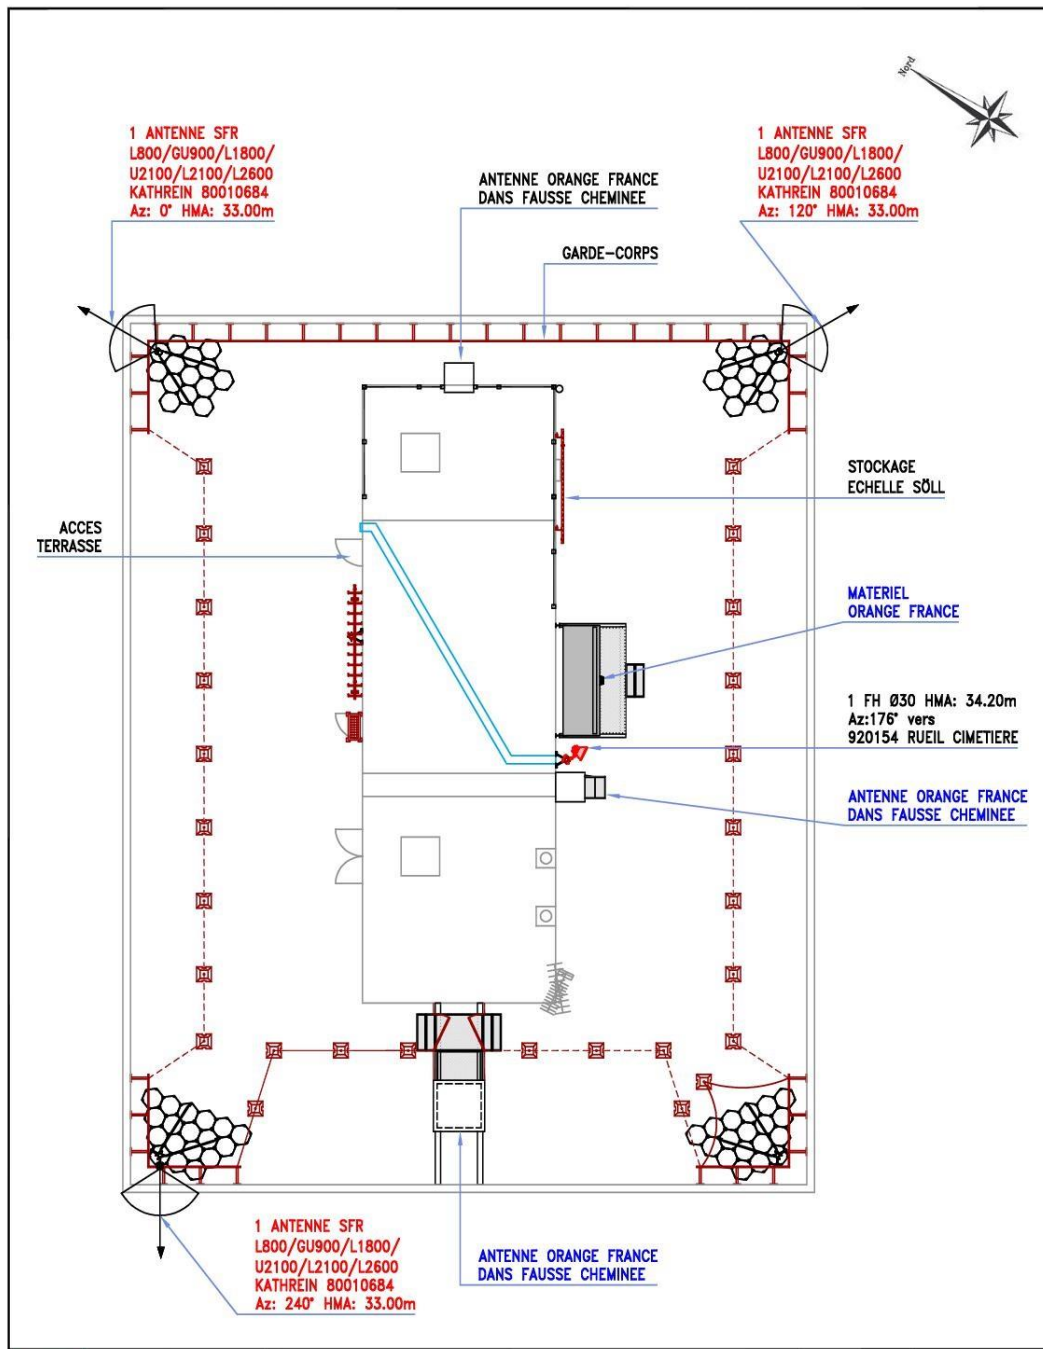 Nord
1 ANTENNE SFR
L800/GU900/L1800/
U2100/L2100/L2600
KATHREIN 80010684
Az: 0° HMA: 33.00m
ANTENNE ORANGE FRANCE
DANS FAUSSE CHEMINEE
1 ANTENNE SFR
L800/GU900/L1800/
U2100/L2100/L2600
KATHREIN 80010684
Az: 120° HMA: 33.00m
GARDE-CORPS
STOCKAGE
ECHELLE SÖLL
ACCES
TERRASSE
MATERIEL
ORANGE FRANCE
1 FH Ø30 HMA: 34.20m
Az:176° vers
920154 RUEIL CIMETIERE
ANTENNE ORANGE FRANCE
DANS FAUSSE CHEMINEE
1 ANTENNE SFR
L800/GU900/L1800/
U2100/L2100/L2600
KATHREIN 80010684
Az: 240° HMA: 33.00m
ANTENNE ORANGE FRANCE
DANS FAUSSE CHEMINEE